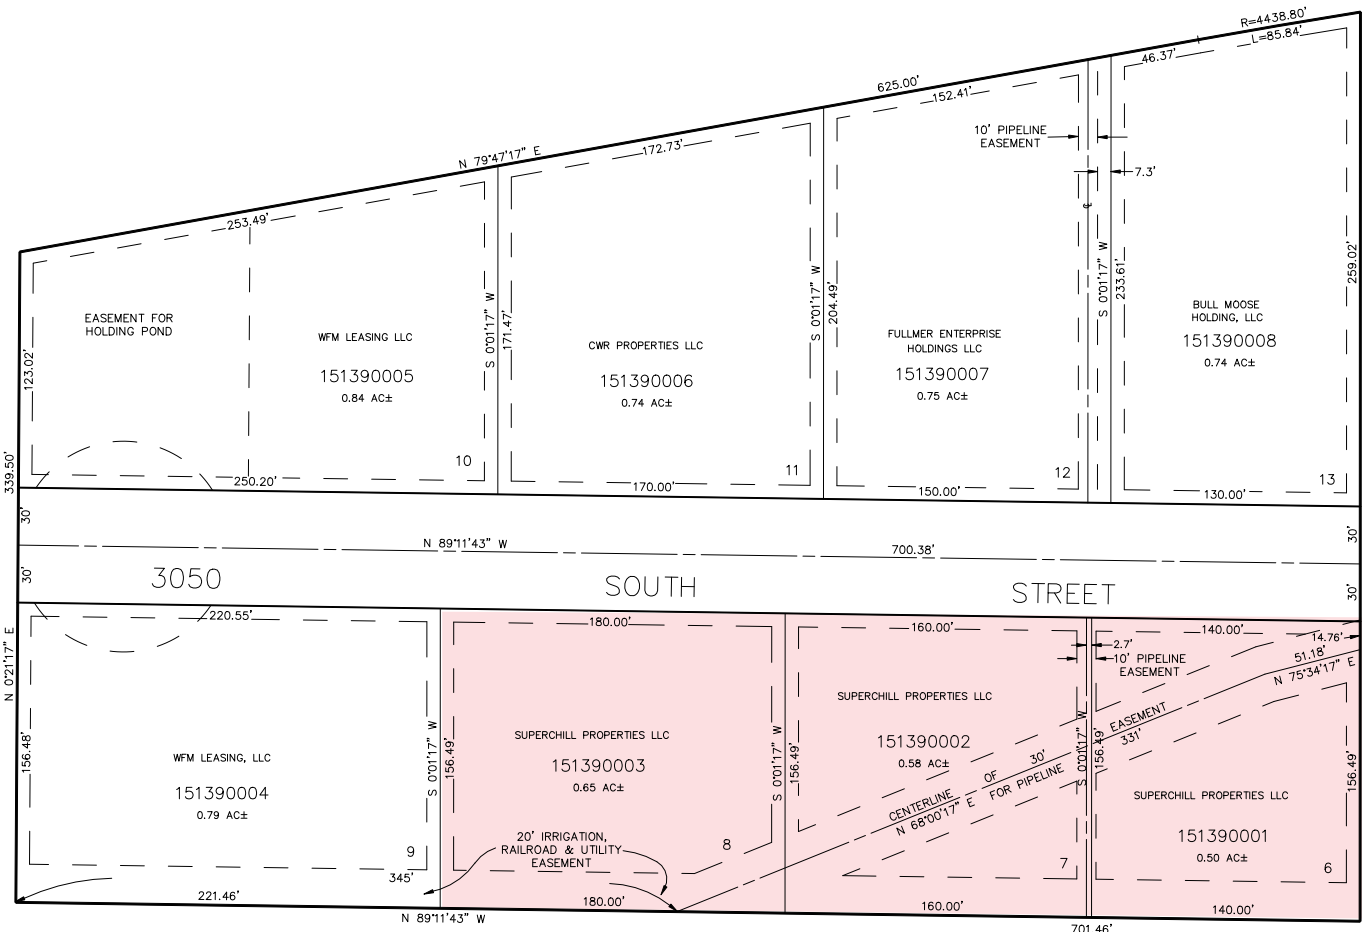 R=4438.80'
L=85.84'
46.37'
625.00'
152.41'
10' PIPELINE
EASEMENT
7.3'
N 79°47'17" E
172.73'
253.49'
EASEMENT FOR
HOLDING POND
123.02'
WFM LEASING LLC
151390005
0.84 AC±
10
250.20'
S 0°01'17" W
171.47'
CWR PROPERTIES LLC
151390006
0.74 AC±
11
170.00'
S 0°01'17" W
204.49'
FULLMER ENTERPRISE
HOLDINGS LLC
151390007
0.75 AC±
12
150.00'
S 0°01'17" W
233.61'
BULL MOOSE
HOLDING, LLC
151390008
0.74 AC±
13
130.00'
259.02'
339.50'
30'
30'
N 89°11'43" W
700.38'
30'
30'
3050 SOUTH STREET
N 0°21'17" E
220.55'
156.48'
WFM LEASING, LLC
151390004
0.79 AC±
9
345'
221.46'
S 0°01'17" W
180.00'
156.49'
SUPERCHILL PROPERTIES LLC
151390003
0.65 AC±
20' IRRIGATION,
RAILROAD & UTILITY
EASEMENT
8
180.00'
S 0°01'17" W
160.00'
156.49'
SUPERCHILL PROPERTIES LLC
151390002
0.58 AC±
CENTERLINE OF 30' EASEMENT
N 68°00'17" E FOR PIPELINE 331'
7
160.00'
2.7'
10' PIPELINE
EASEMENT
S 0°01'17" W
156.49'
140.00'
14.76'
51.18'
N 75°34'17" E
SUPERCHILL PROPERTIES LLC
151390001
0.50 AC±
156.49'
6
140.00'
N 89°11'43" W
701.46'